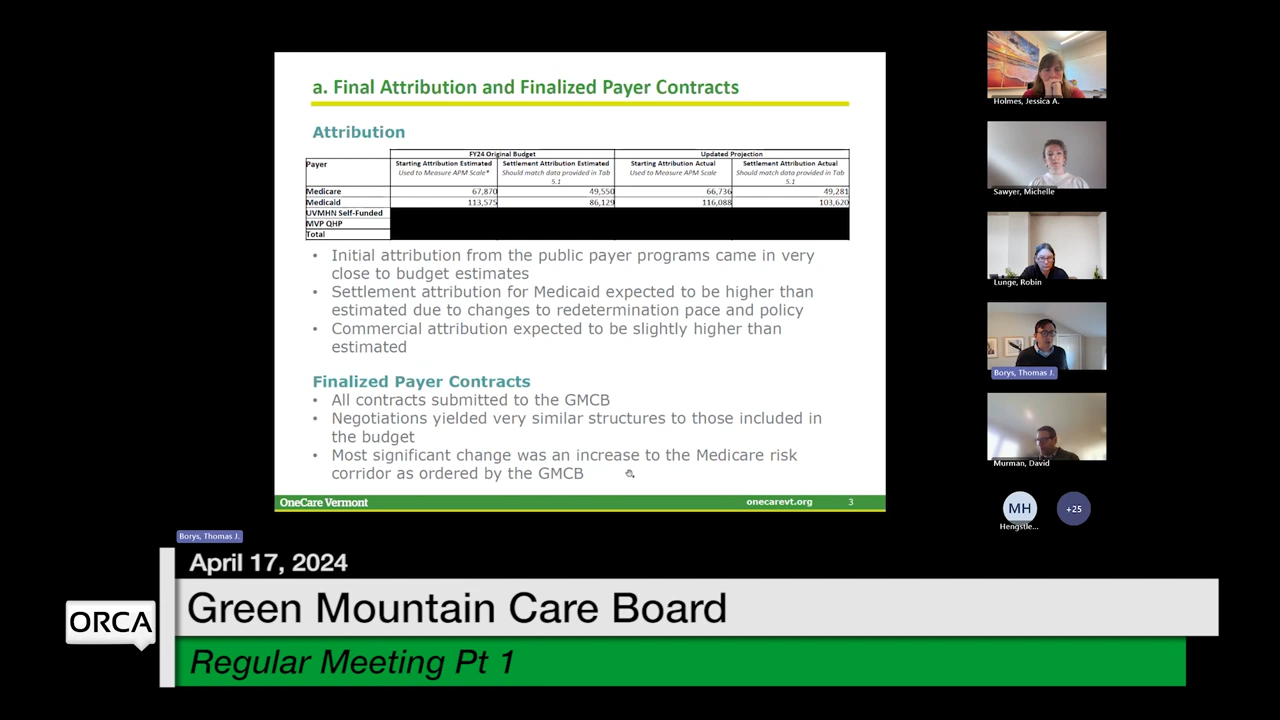 a. Final Attribution and Finalized Payer Contracts
Attribution
FY24 Original Budget Updated Projection
Payer Starting Attribution Estimated Settlement Attribution Estimated Starting Attribution Actual Settlement Attribution Actual
Used to Measure APM Scale* Should match data provided in Tab Used to Measure APM Scale Should match data provided in Tab
5.1 5.1
Medicare 67,870 49,550 66,736 49,281
Medicaid 113,575 86,129 116,088 103,620
UVMHN Self-Funded
MVP QHP
Total
• Initial attribution from the public payer programs came in very
close to budget estimates
• Settlement attribution for Medicaid expected to be higher than
estimated due to changes to redetermination pace and policy
• Commercial attribution expected to be slightly higher than
estimated
Finalized Payer Contracts
• All contracts submitted to the GMCB
• Negotiations yielded very similar structures to those included in
the budget
• Most significant change was an increase to the Medicare risk
corridor as ordered by the GMCB
OneCare Vermont onecarevt.org 3
Holmes, Jessica A.
Sawyer, Michelle
Lunge, Robin
Borys, Thomas J.
Murman, David
MH +25
Hengstle...
Borys, Thomas J.
April 17, 2024
ORCA
Green Mountain Care Board
Regular Meeting Pt 1